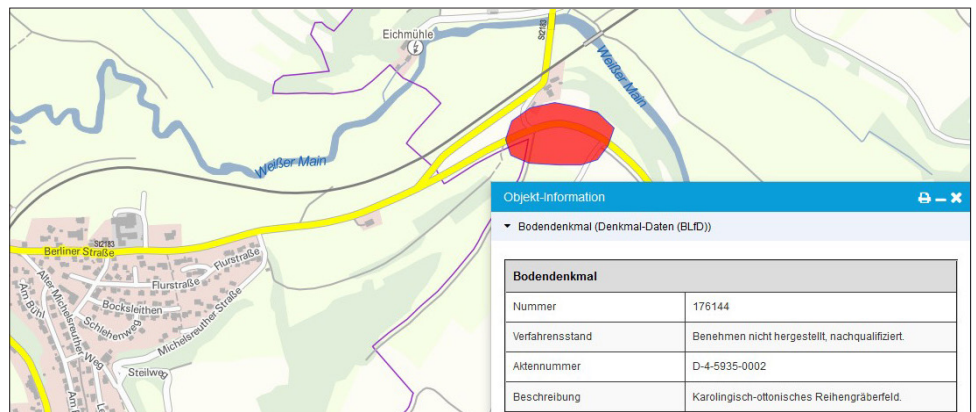 Eichmühle
St2183
Weißer Main
Weißer Main
St2183
Berliner Straße
Flurstraße
Flurstraße
Bocksleithen
Schlehenweg
Alter Michelsreuther Weg
Am Bühl
Michelsreuther Straße
Steilweg
Am
Objekt-Information
Bodendenkmal (Denkmal-Daten (BLfD))
Bodendenkmal
Nummer 176144
Verfahrensstand Benehmen nicht hergestellt, nachqualifiziert.
Aktennummer D-4-5935-0002
Beschreibung Karolingisch-ottonisches Reihengräberfeld.